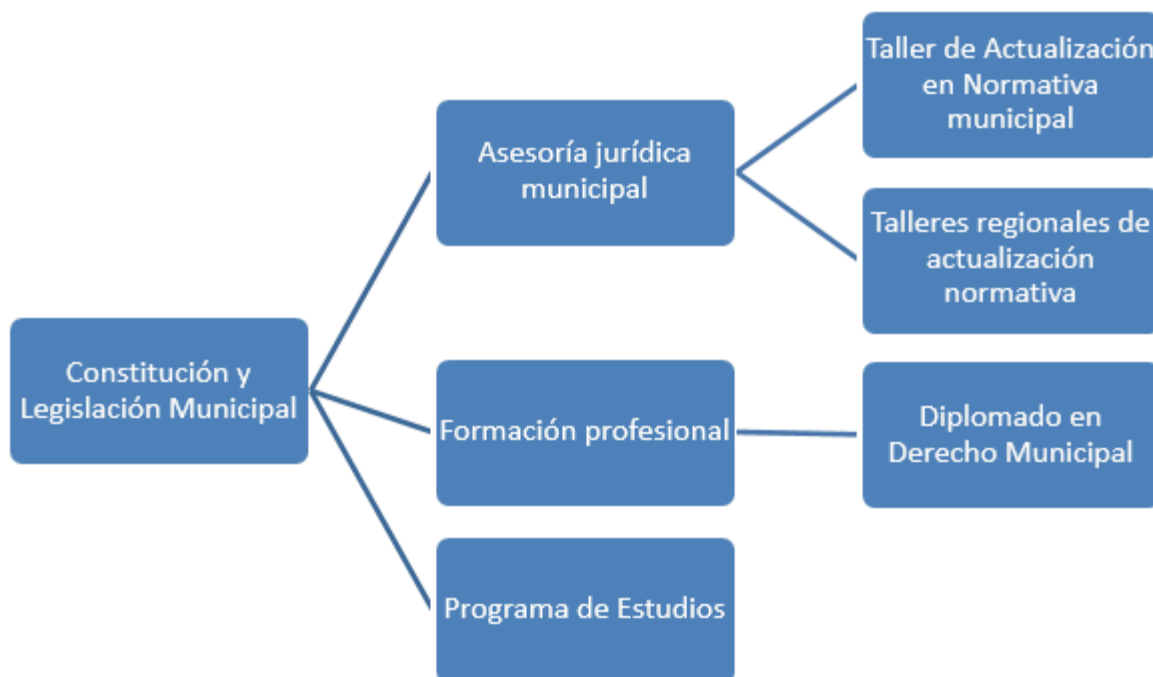 Constitución y
Legislación Municipal
Asesoría jurídica
municipal
Taller de Actualización
en Normativa
municipal
Talleres regionales de
actualización
normativa
Formación profesional
Diplomado en
Derecho Municipal
Programa de Estudios